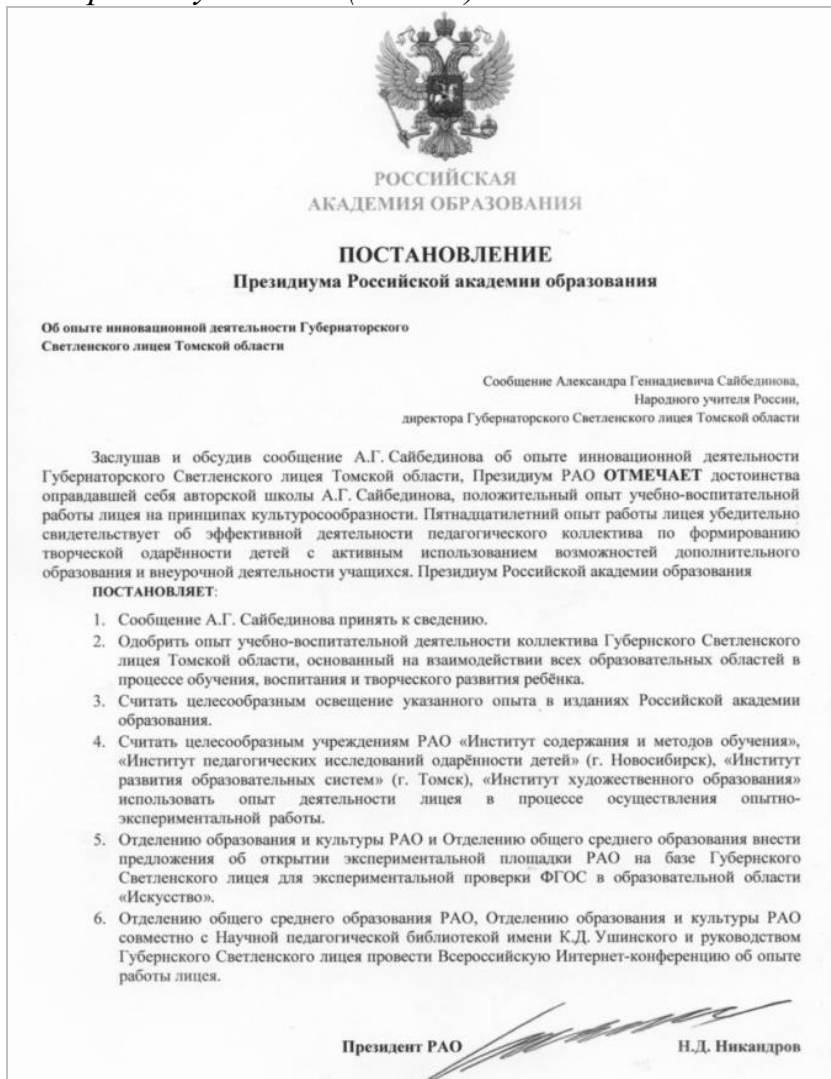 РОССИЙСКАЯ
АКАДЕМИЯ ОБРАЗОВАНИЯ
ПОСТАНОВЛЕНИЕ
Президиума Российской академии образования
Об опыте инновационной деятельности Губернаторского
Светленского лицея Томской области
Сообщение Александра Геннадиевича Сайбединова,
Народного учителя России,
директора Губернаторского Светленского лицея Томской области
Заслушав и обсудив сообщение А.Г. Сайбединова об опыте инновационной деятельности
Губернаторского Светленского лицея Томской области, Президиум РАО ОТМЕЧАЕТ достоинства
оправдавшей себя авторской школы А.Г. Сайбединова, положительный опыт учебно-воспитательной
работы лицея на принципах культуросообразности. Пятнадцатилетний опыт работы лицея убедительно
свидетельствует об эффективной деятельности педагогического коллектива по формированию
творческой одарённости детей с активным использованием возможностей дополнительного
образования и внеурочной деятельности учащихся. Президиум Российской академии образования
ПОСТАНОВЛЯЕТ:
1. Сообщение А.Г. Сайбединова принять к сведению.
2. Одобрить опыт учебно-воспитательной деятельности коллектива Губернского Светленского
лицея Томской области, основанный на взаимодействии всех образовательных областей в
процессе обучения, воспитания и творческого развития ребёнка.
3. Считать целесообразным освещение указанного опыта в изданиях Российской академии
образования.
4. Считать целесообразным учреждениям РАО «Институт содержания и методов обучения»,
«Институт педагогических исследований одарённости детей» (г. Новосибирск), «Институт
развития образовательных систем» (г. Томск), «Институт художественного образования»
использовать опыт деятельности лицея в процессе осуществления опытно-
экспериментальной работы.
5. Отделению образования и культуры РАО и Отделению общего среднего образования внести
предложения об открытии экспериментальной площадки РАО на базе Губернского
Светленского лицея для экспериментальной проверки ФГОС в образовательной области
«Искусство».
6. Отделению общего среднего образования РАО, Отделению образования и культуры РАО
совместно с Научной педагогической библиотекой имени К.Д. Ушинского и руководством
Губернского Светленского лицея провести Всероссийскую Интернет-конференцию об опыте
работы лицея.
Президент РАО Н.Д. Никандров